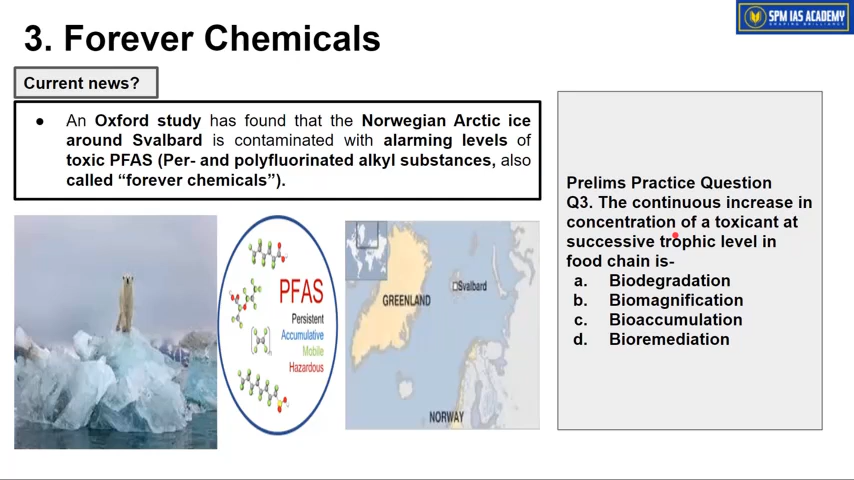 SPM IAS ACADEMY
3. Forever Chemicals
Current news?
● An Oxford study has found that the Norwegian Arctic ice
around Svalbard is contaminated with alarming levels of
toxic PFAS (Per- and polyfluorinated alkyl substances, also
called “forever chemicals”).
PFAS
Persistent
Accumulative
Mobile
Hazardous
GREENLAND
Svalbard
NORWAY
Prelims Practice Question
Q3. The continuous increase in
concentration of a toxicant at
successive trophic level in
food chain is-
a. Biodegradation
b. Biomagnification
c. Bioaccumulation
d. Bioremediation